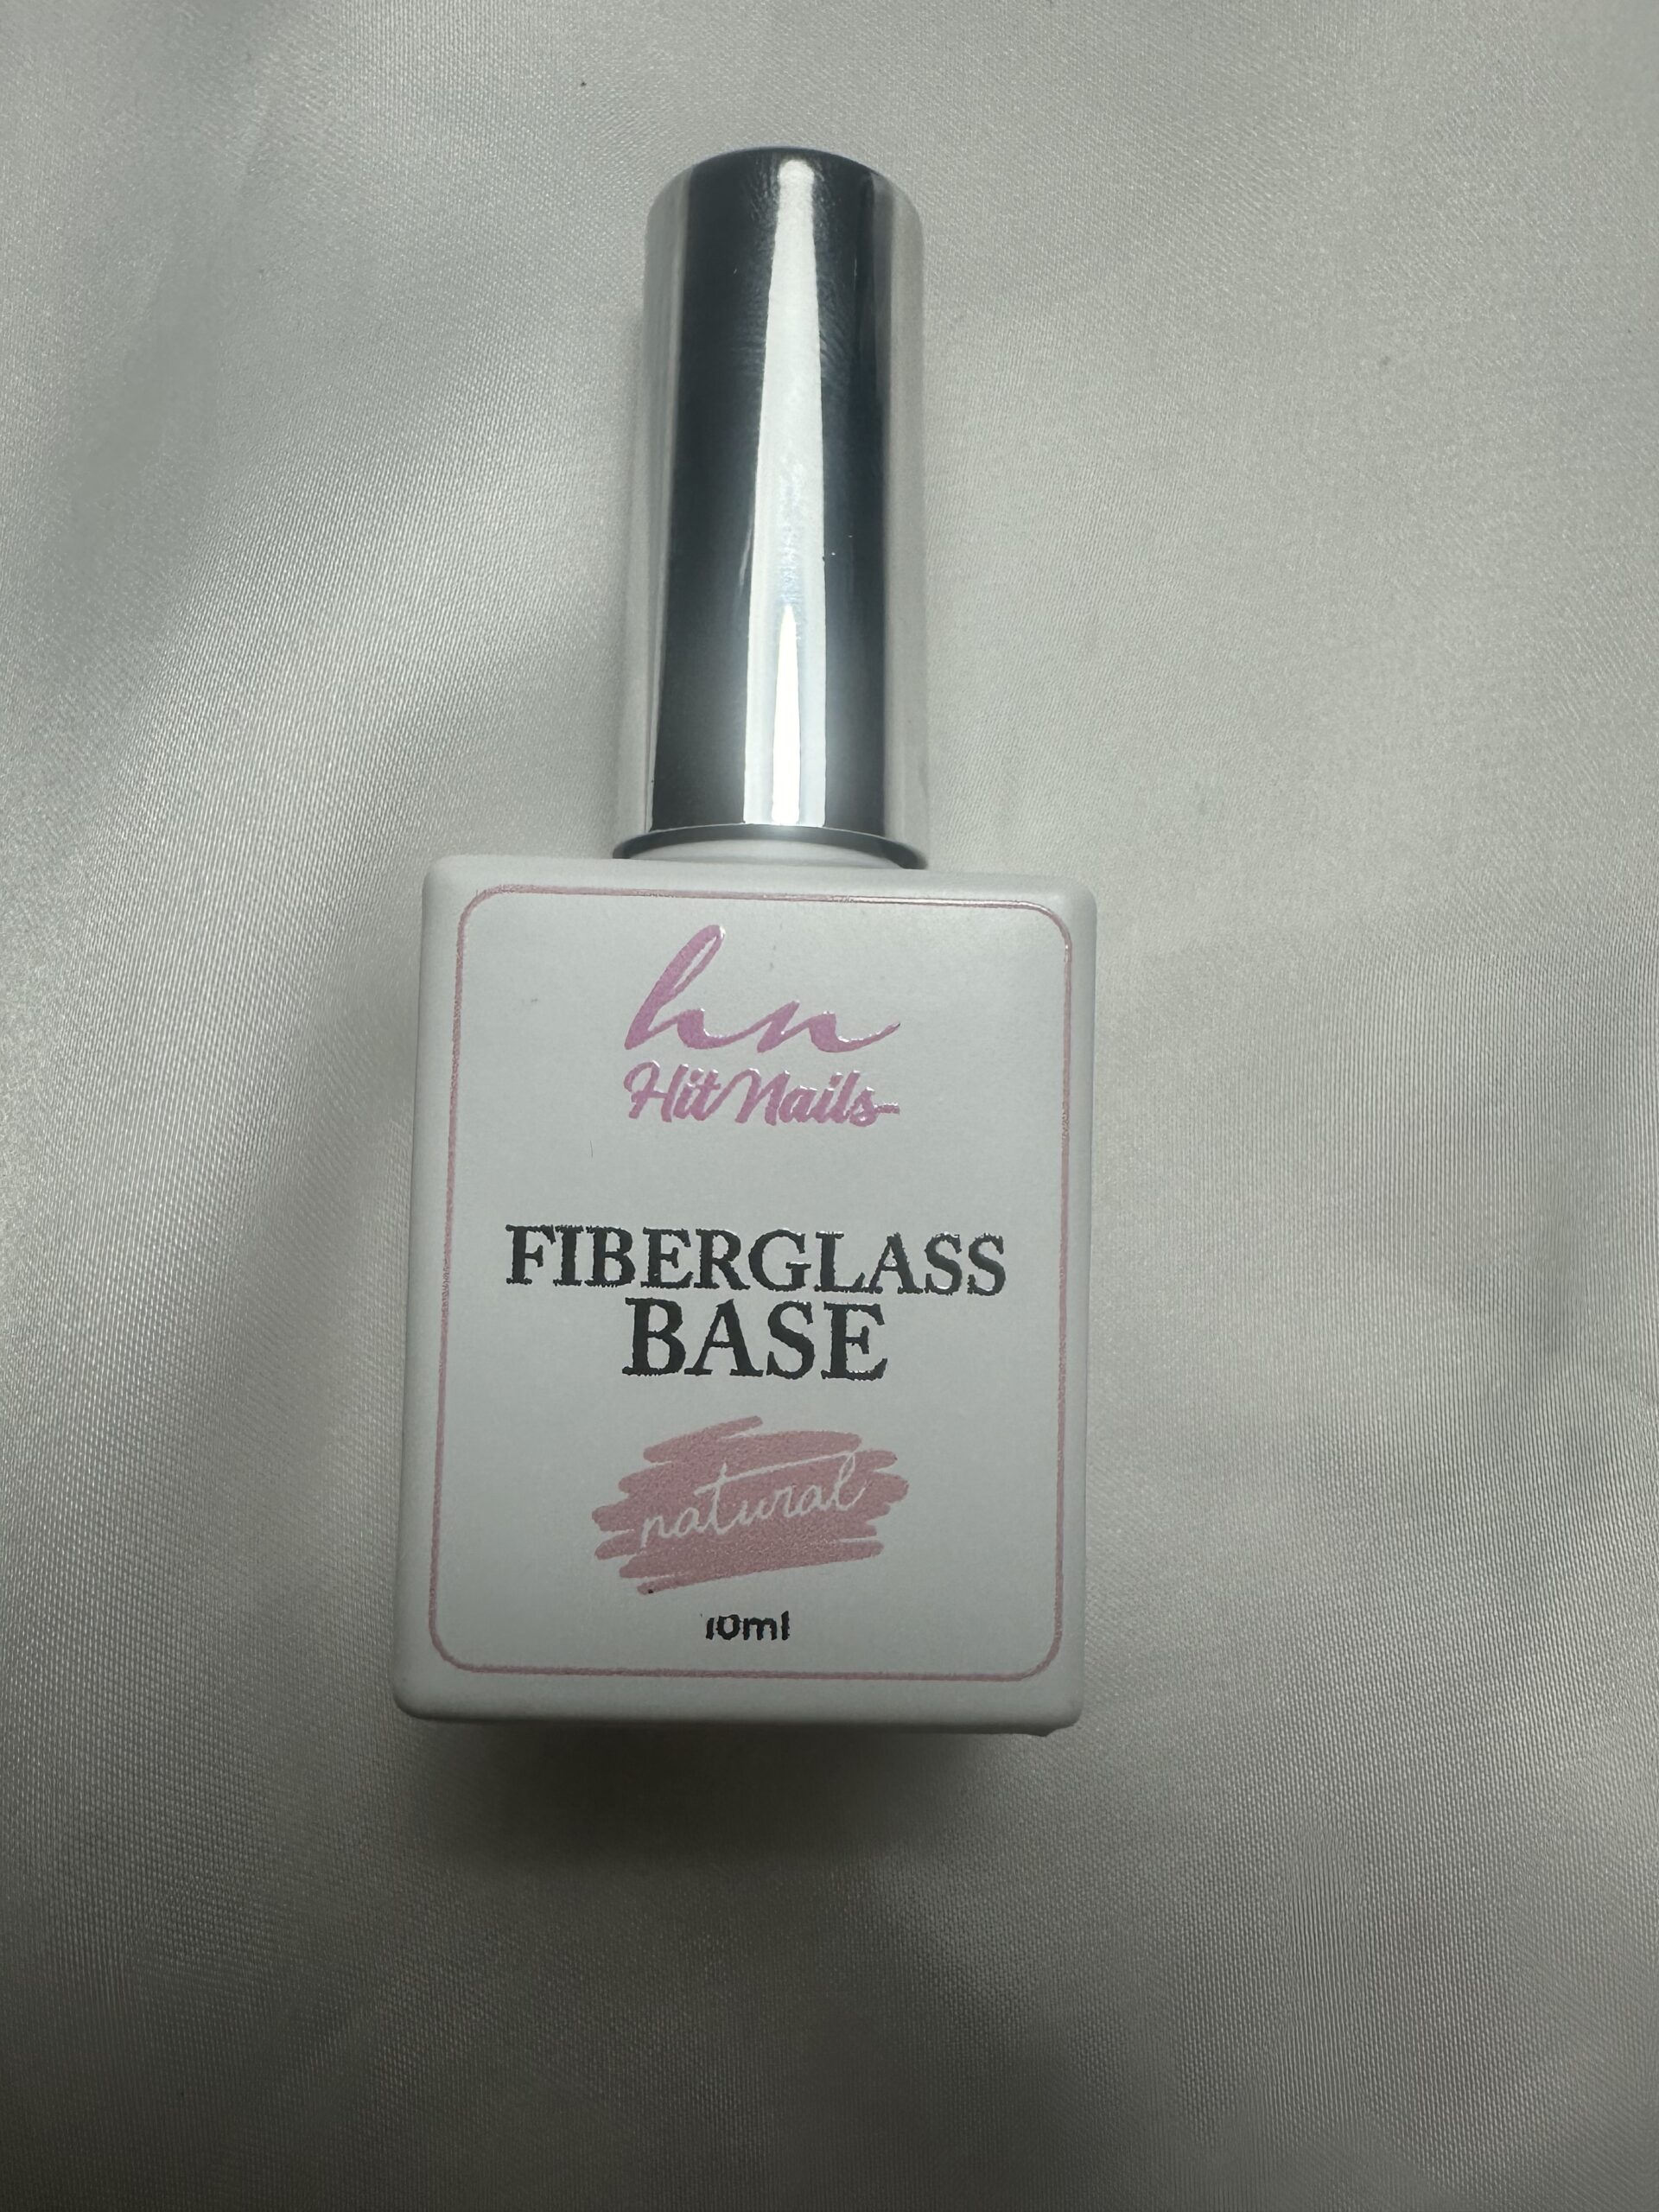 hn
Hit Nails
FIBERGLASS
BASE
natural
10ml